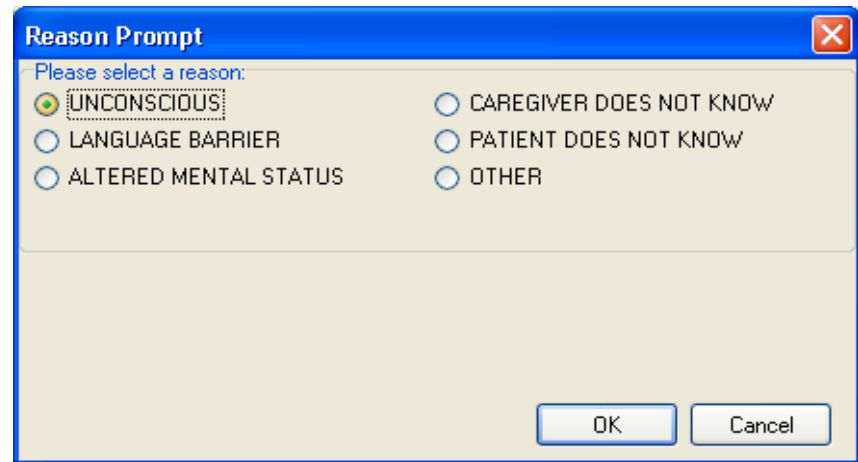 Reason Prompt
Please select a reason:
UNCONSCIOUS CAREGIVER DOES NOT KNOW
LANGUAGE BARRIER PATIENT DOES NOT KNOW
ALTERED MENTAL STATUS OTHER
OK Cancel